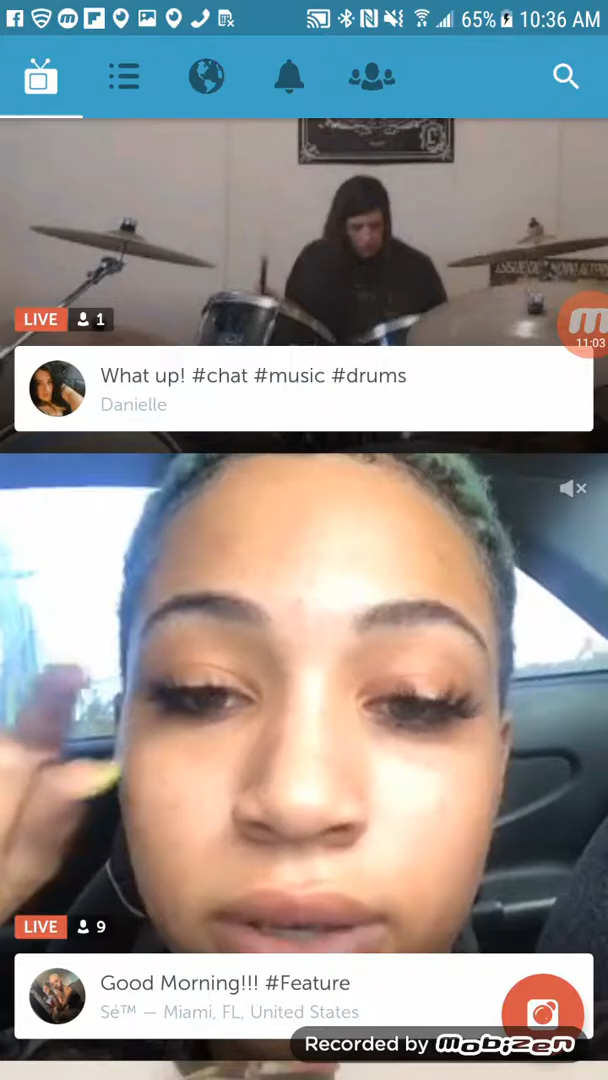 65% 10:36 AM
LIVE 1
11:03
What up! #chat #music #drums
Danielle
LIVE 9
Good Morning!!! #Feature
Sé™ — Miami, FL, United States
Recorded by Mobizen